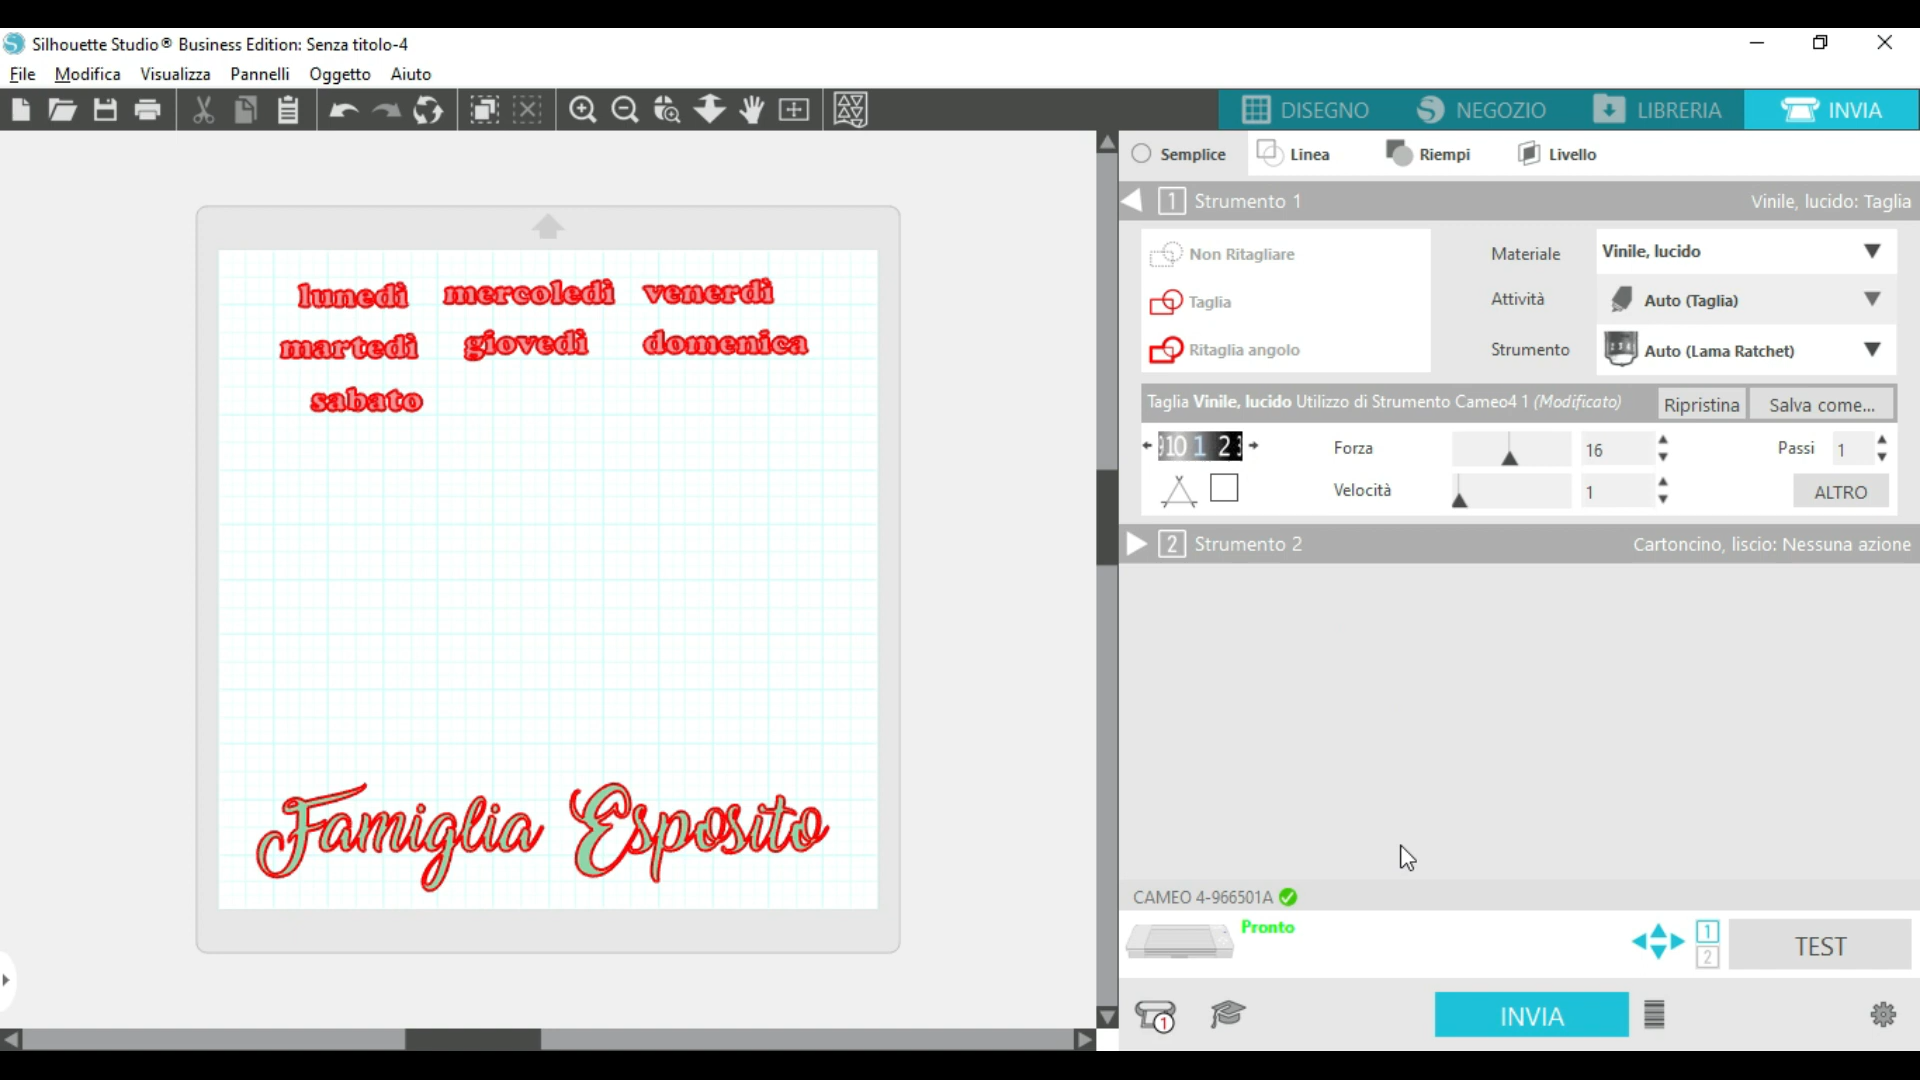 Silhouette Studio® Business Edition: Senza titolo-4
File Modifica Visualizza Pannelli Oggetto Aiuto
DISEGNO NEGOZIO LIBRERIA INVIA
Semplice Linea Riempi Livello
1 Strumento 1 Vinile, lucido: Taglia
Non Ritagliare
Taglia
Ritaglia angolo
Materiale Vinile, lucido
Attività Auto (Taglia)
Strumento Auto (Lama Ratchet)
Taglia Vinile, lucido Utilizzo di Strumento Cameo4 1 (Modificato) Ripristina Salva come...
10 1 2 Forza 16 Passi 1
Velocità 1 ALTRO
2 Strumento 2 Cartoncino, liscio: Nessuna azione
lunedì mercoledì venerdì
martedì giovedì domenica
sabato
Famiglia Esposito
CAMEO 4-966501A
Pronto
1
2
TEST
1
INVIA